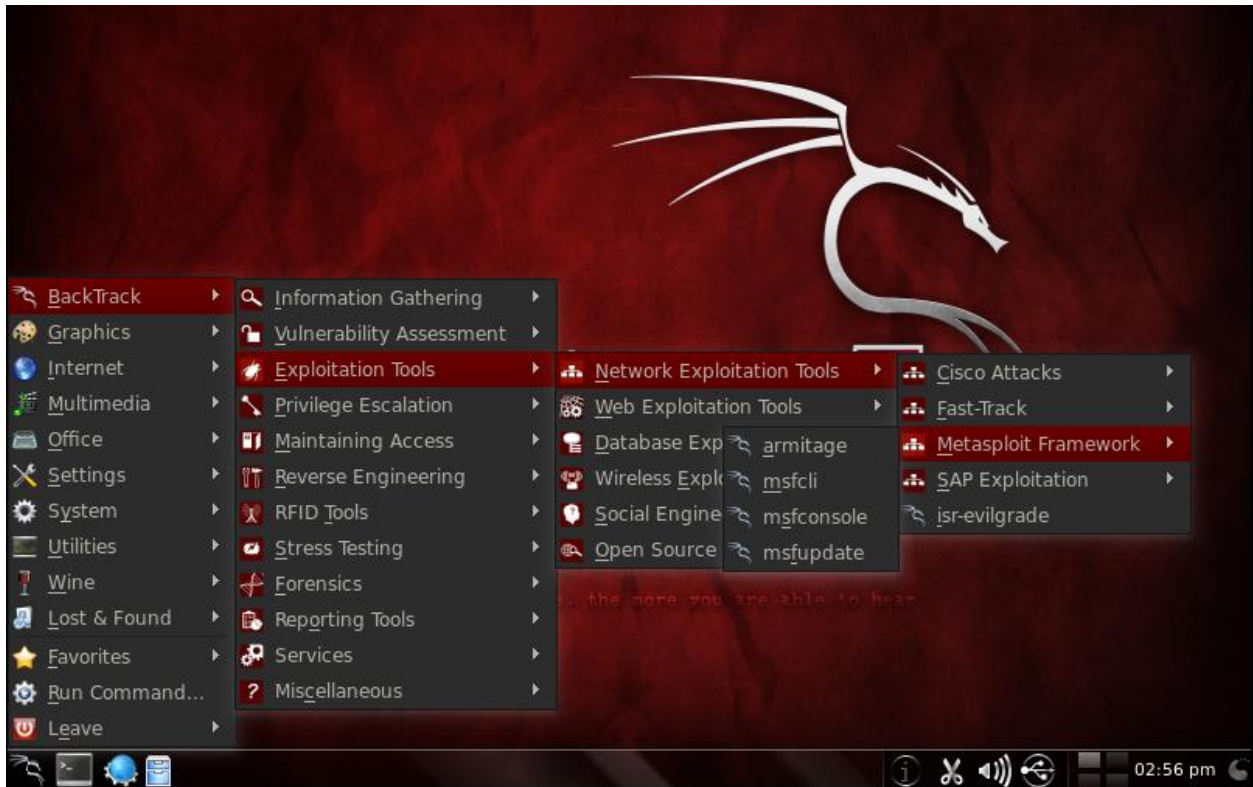 BackTrack
Graphics
Internet
Multimedia
Office
Settings
System
Utilities
Wine
Lost & Found
Favorites
Run Command...
Leave
Information Gathering
Vulnerability Assessment
Exploitation Tools
Privilege Escalation
Maintaining Access
Reverse Engineering
RFID Tools
Stress Testing
Forensics
Reporting Tools
Services
Miscellaneous
Network Exploitation Tools
Web Exploitation Tools
Database Exp
Wireless Explo
Social Engine
Open Source
Cisco Attacks
Fast-Track
Metasploit Framework
SAP Exploitation
isr-evilgrade
armitage
msfcli
msfconsole
msfupdate
the more you are able to hear
02:56 pm